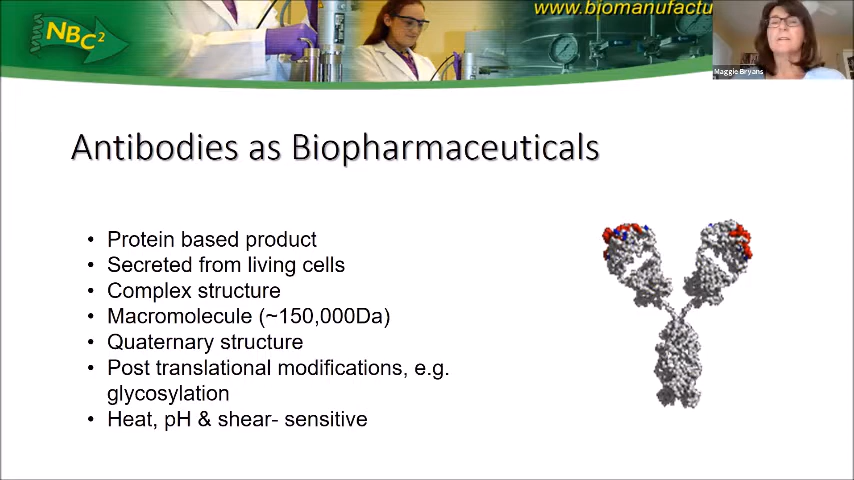 NBC²
www.biomanufactu
Maggie Bryans
Antibodies as Biopharmaceuticals
• Protein based product
• Secreted from living cells
• Complex structure
• Macromolecule (~150,000Da)
• Quaternary structure
• Post translational modifications, e.g.
glycosylation
• Heat, pH & shear- sensitive